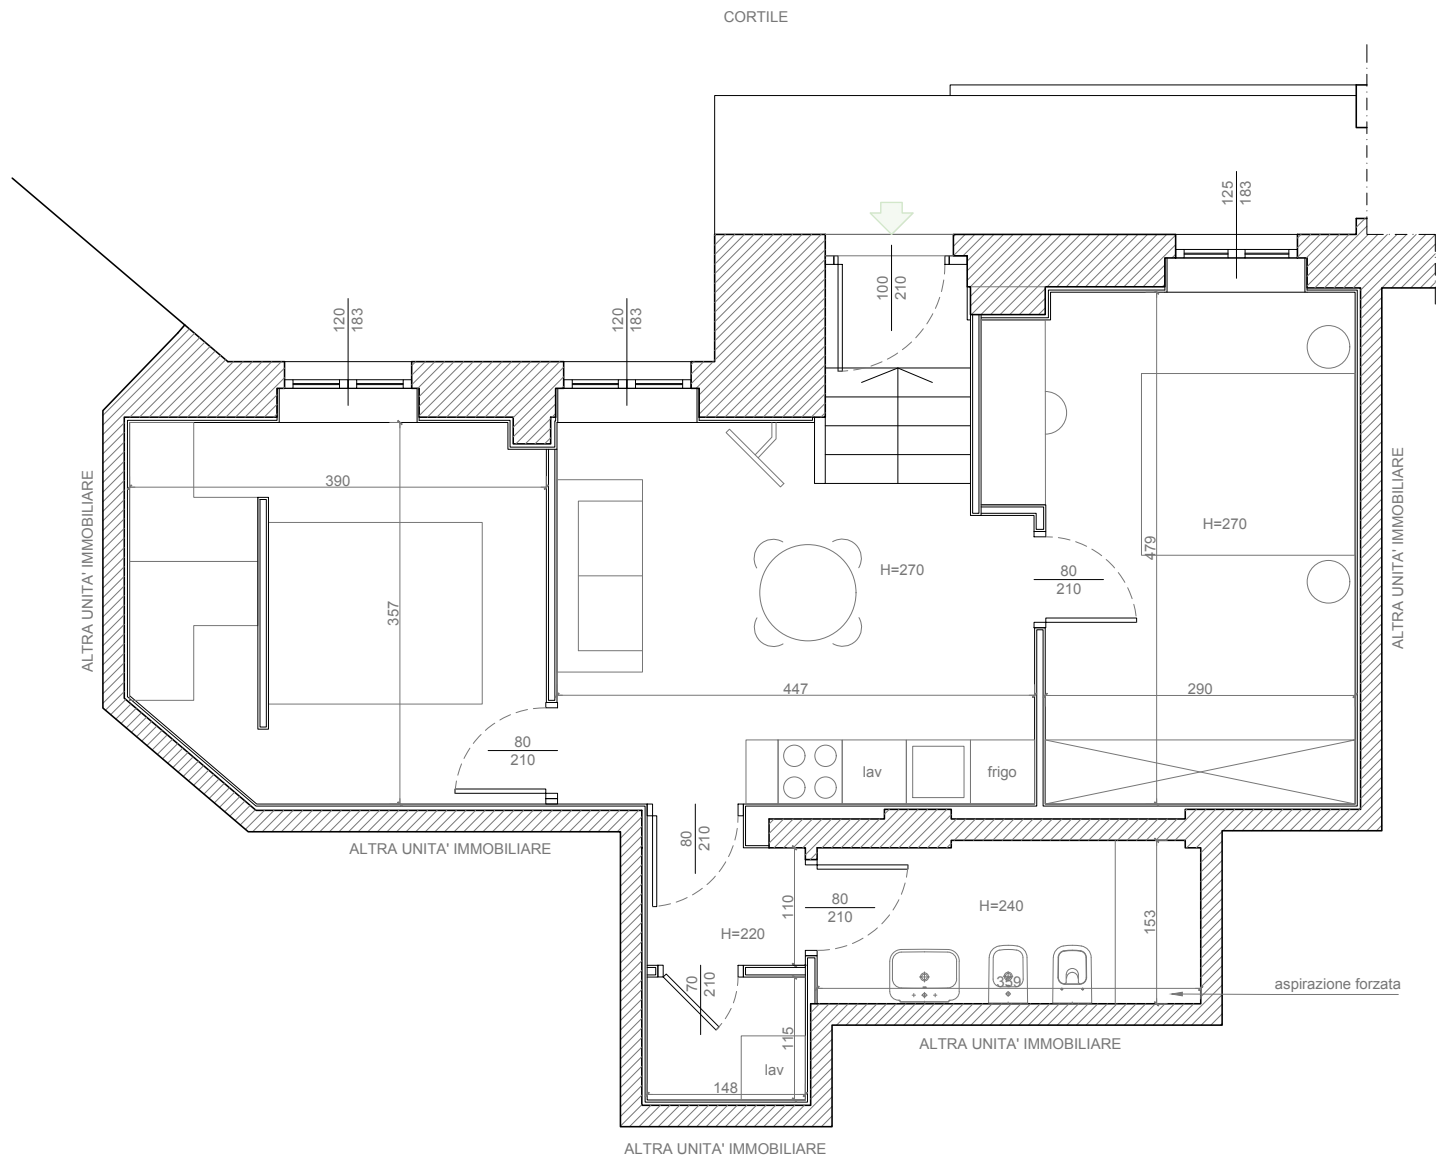 CORTILE
125
183
100
210
120
183
120
183
390
357
H=270
H=270
479
80
210
447
290
80
210
lav
frigo
80
210
ALTRA UNITA' IMMOBILIARE
ALTRA UNITA' IMMOBILIARE
ALTRA UNITA' IMMOBILIARE
110
80
210
H=240
H=220
153
70
210
359
aspirazione forzata
115
lav
148
ALTRA UNITA' IMMOBILIARE
ALTRA UNITA' IMMOBILIARE